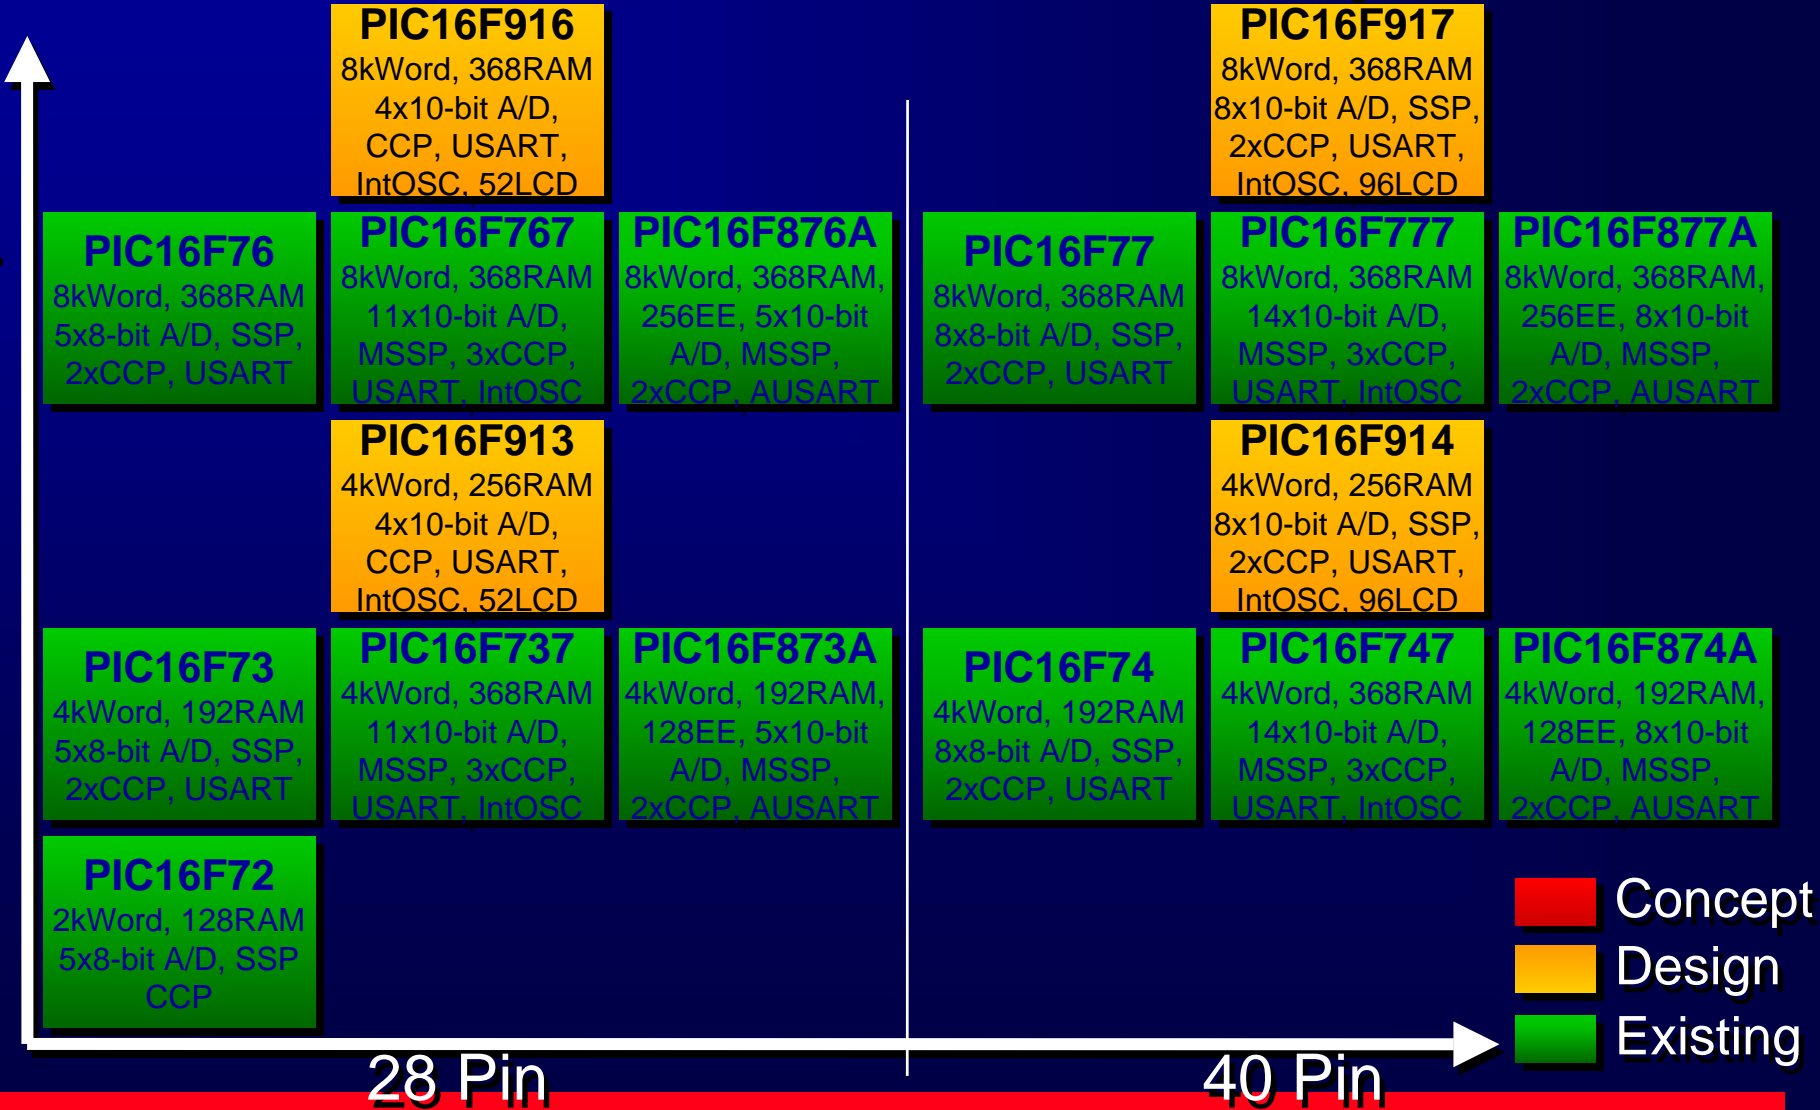 PIC16F916
8kWord, 368RAM
4x10-bit A/D,
CCP, USART,
IntOSC, 52LCD
PIC16F917
8kWord, 368RAM
8x10-bit A/D, SSP,
2xCCP, USART,
IntOSC, 96LCD
PIC16F76
8kWord, 368RAM
5x8-bit A/D, SSP,
2xCCP, USART
PIC16F767
8kWord, 368RAM
11x10-bit A/D,
MSSP, 3xCCP,
USART, IntOSC
PIC16F876A
8kWord, 368RAM,
256EE, 5x10-bit
A/D, MSSP,
2xCCP, AUSART
PIC16F77
8kWord, 368RAM
8x8-bit A/D, SSP,
2xCCP, USART
PIC16F777
8kWord, 368RAM
14x10-bit A/D,
MSSP, 3xCCP,
USART, IntOSC
PIC16F877A
8kWord, 368RAM,
256EE, 8x10-bit
A/D, MSSP,
2xCCP, AUSART
PIC16F913
4kWord, 256RAM
4x10-bit A/D,
CCP, USART,
IntOSC, 52LCD
PIC16F914
4kWord, 256RAM
8x10-bit A/D, SSP,
2xCCP, USART,
IntOSC, 96LCD
PIC16F73
4kWord, 192RAM
5x8-bit A/D, SSP,
2xCCP, USART
PIC16F737
4kWord, 368RAM
11x10-bit A/D,
MSSP, 3xCCP,
USART, IntOSC
PIC16F873A
4kWord, 192RAM,
128EE, 5x10-bit
A/D, MSSP,
2xCCP, AUSART
PIC16F74
4kWord, 192RAM
8x8-bit A/D, SSP,
2xCCP, USART
PIC16F747
4kWord, 368RAM
14x10-bit A/D,
MSSP, 3xCCP,
USART, IntOSC
PIC16F874A
4kWord, 192RAM,
128EE, 8x10-bit
A/D, MSSP,
2xCCP, AUSART
PIC16F72
2kWord, 128RAM
5x8-bit A/D, SSP
CCP
Concept
Design
Existing
28 Pin
40 Pin